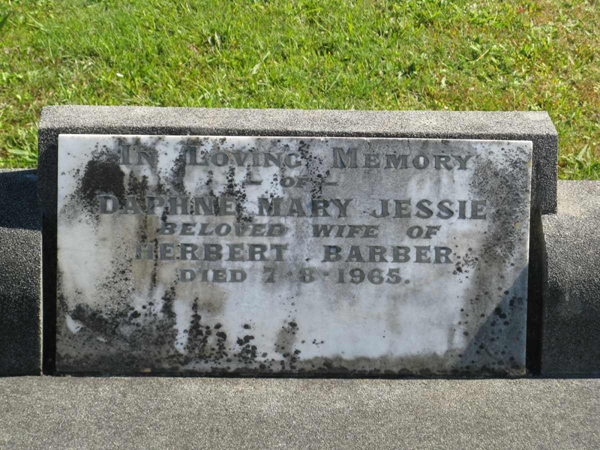 IN LOVING MEMORY
– OF –
DAPHNE MARY JESSIE
BELOVED WIFE OF
HERBERT BARBER
DIED 7·8·1965.